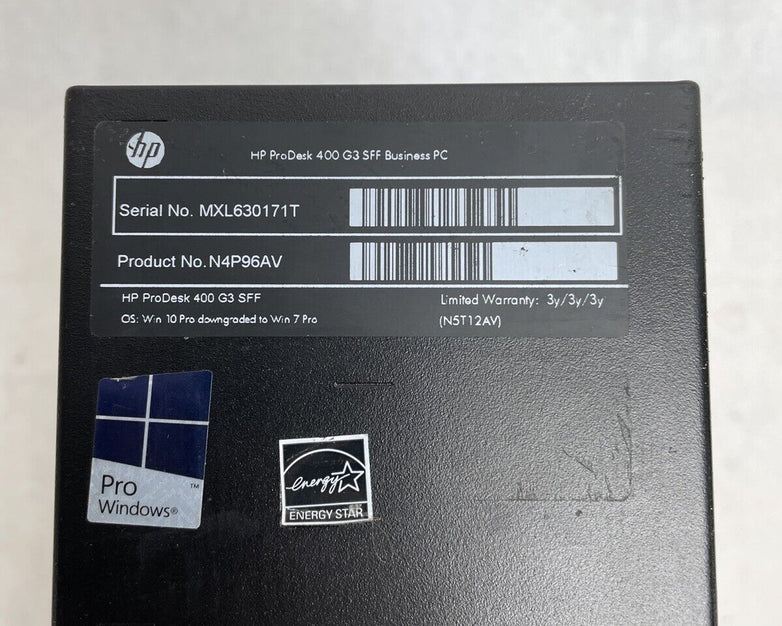 hp
HP ProDesk 400 G3 SFF Business PC
Serial No. MXL630171T
Product No. N4P96AV
HP ProDesk 400 G3 SFF
Limited Warranty: 3y/3y/3y
OS: Win 10 Pro downgraded to Win 7 Pro
(N5T12AV)
Pro
™
Windows®
energy
ENERGY STAR